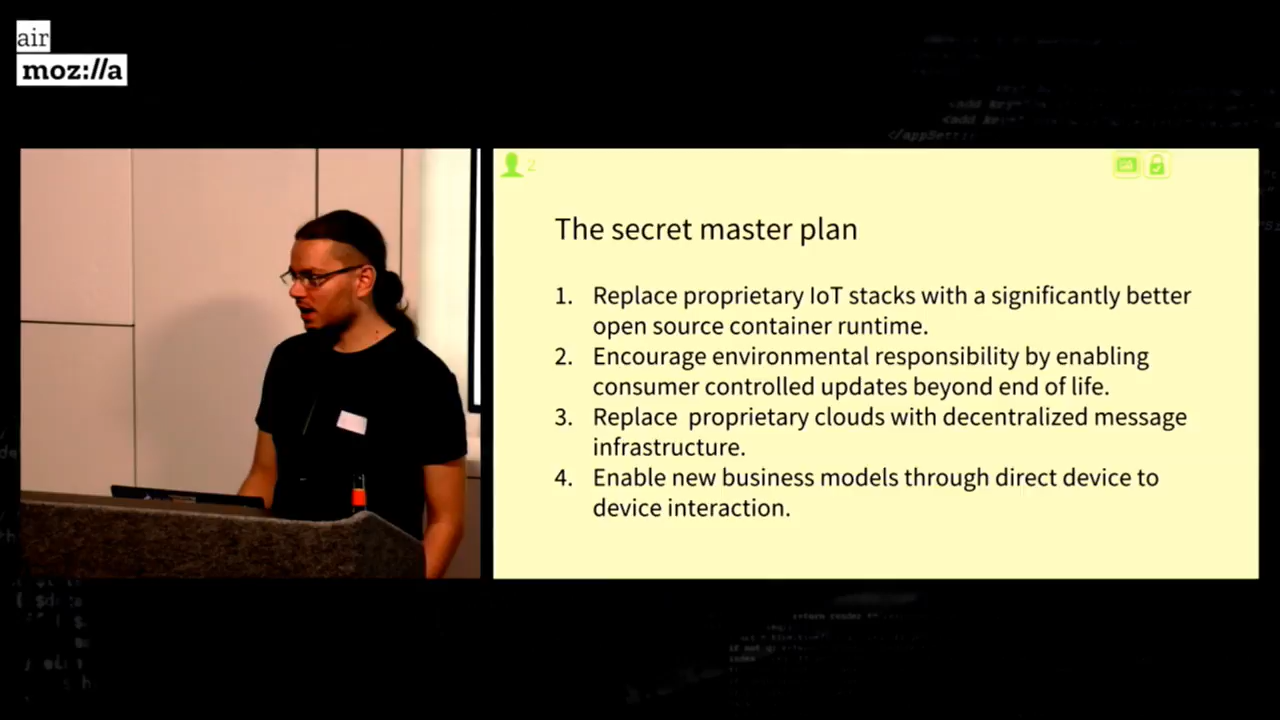 air
moz://a
</appSetti
2
The secret master plan
1. Replace proprietary IoT stacks with a significantly better
open source container runtime.
2. Encourage environmental responsibility by enabling
consumer controlled updates beyond end of life.
3. Replace  proprietary clouds with decentralized message
infrastructure.
4. Enable new business models through direct device to
device interaction.